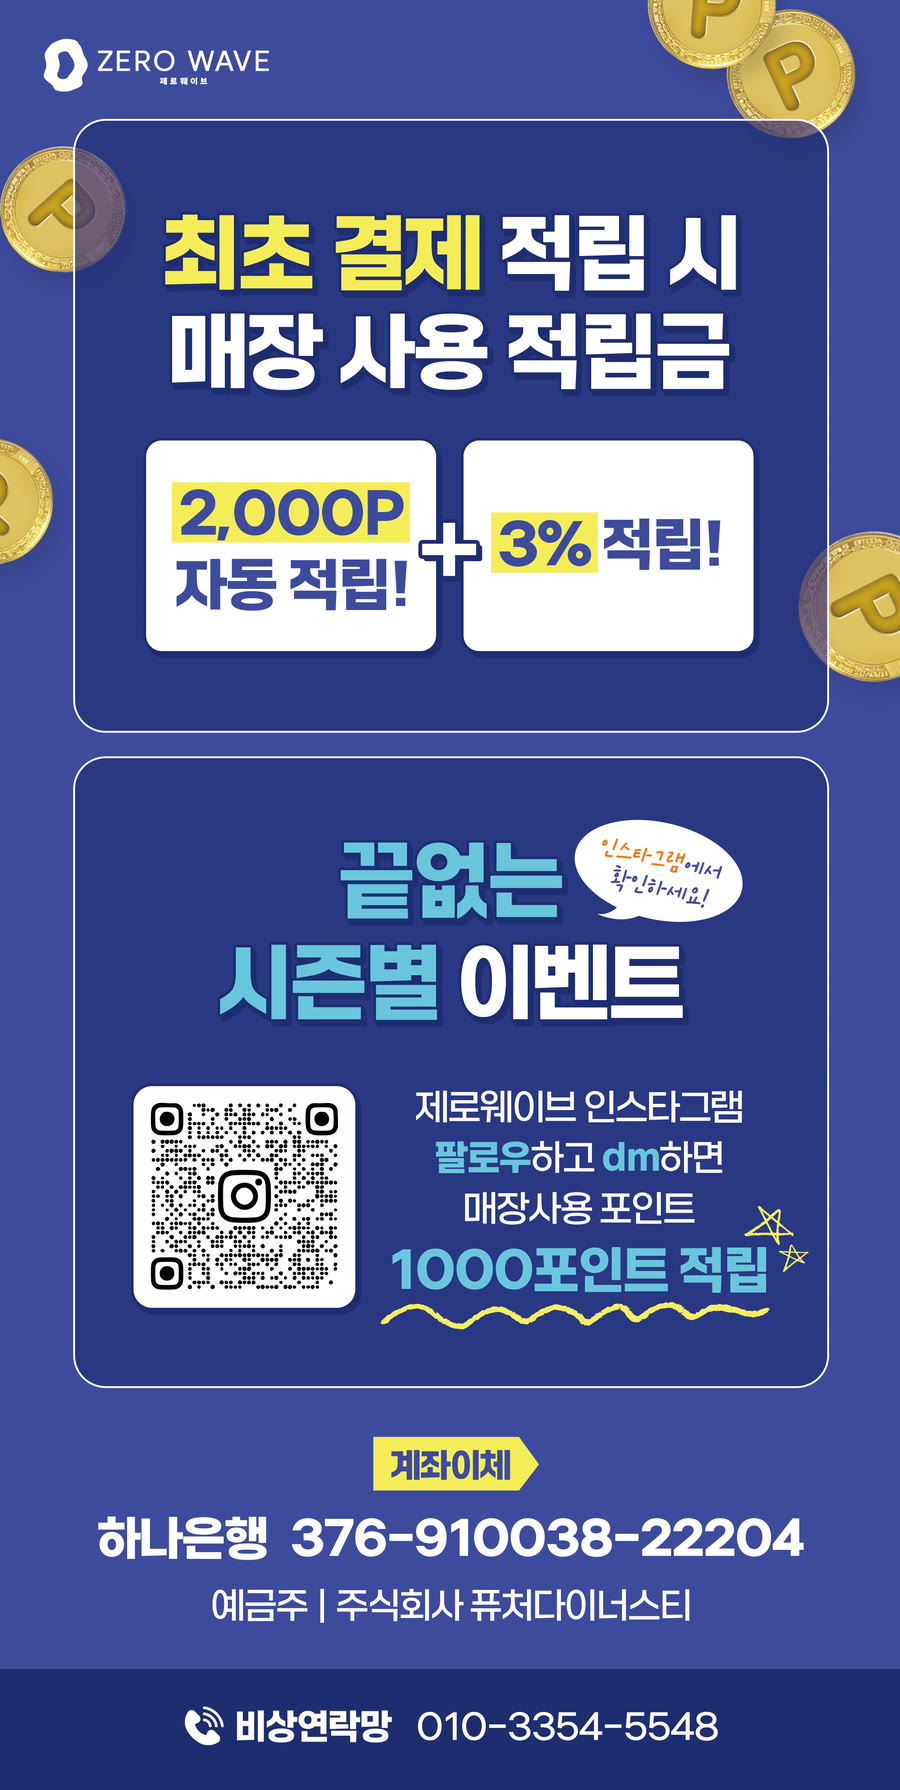 ZERO WAVE
제로웨이브
최초 결제 적립 시
매장 사용 적립금
2,000P
자동 적립!
+
3% 적립!
끝없는
인스타그램에서
확인하세요!
시즌별 이벤트
제로웨이브 인스타그램
팔로우하고 dm하면
매장사용 포인트
1000포인트 적립
계좌이체
하나은행 376-910038-22204
예금주 | 주식회사 퓨처다이너스티
비상연락망 010-3354-5548